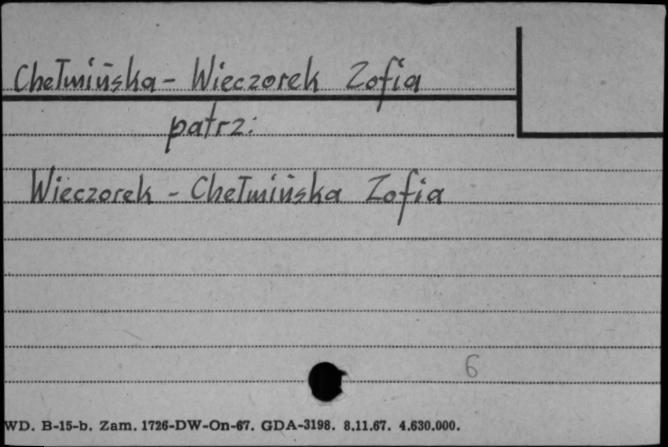 Chełmińska - Wieczorek Zofia
patrz:
Wieczorek - Chełmińska Zofia
6
WD. B-15-b. Zam. 1726-DW-On-67. GDA-3198. 8.11.67. 4.630.000.